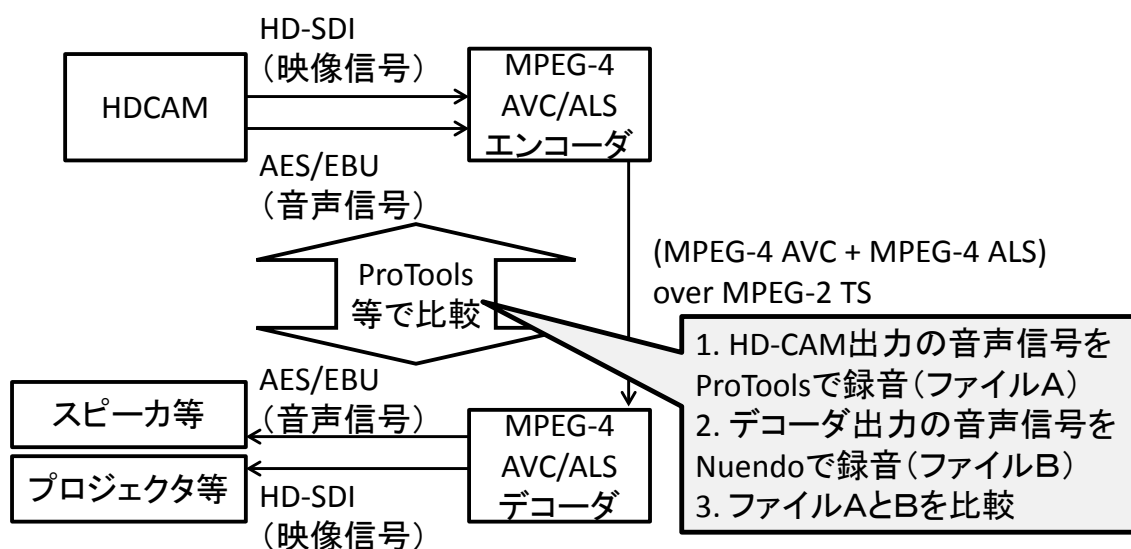 HD-SDI
（映像信号）
HDCAM
MPEG-4
AVC/ALS
エンコーダ
AES/EBU
（音声信号）
ProTools
等で比較
(MPEG-4 AVC + MPEG-4 ALS)
over MPEG-2 TS
1. HD-CAM出力の音声信号を
ProToolsで録音（ファイルA）
2. デコーダ出力の音声信号を
Nuendoで録音（ファイルB）
3. ファイルAとBを比較
スピーカ等
AES/EBU
（音声信号）
プロジェクタ等
HD-SDI
（映像信号）
MPEG-4
AVC/ALS
デコーダ